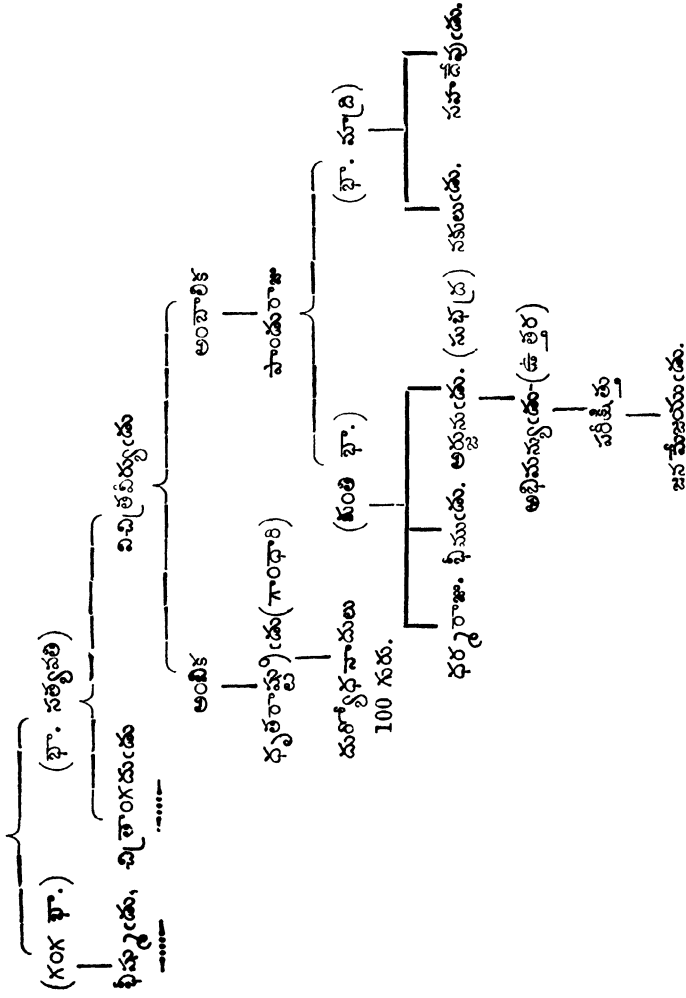 (గంగ భా.) (భా. సత్యవతి)
భీష్ముఁడు, చిత్రాంగదుఁడు విచిత్రవీర్యుఁడు
అంబిక అంబాలిక
ధృతరాష్ట్రుఁడు (గాంధారి) పాండురాజు
దుర్యోధనాదులు
100 గురు.
(కుంతి భా.) (భా. మాద్రి)
ధర్మరాజు. భీముఁడు. అర్జునుఁడు. (సుభద్ర) నకులుఁడు. సహదేవుఁడు.
అభిమన్యుఁడు-(ఉత్తర)
పరీక్షిత్తు
జనమేజయుఁడు.